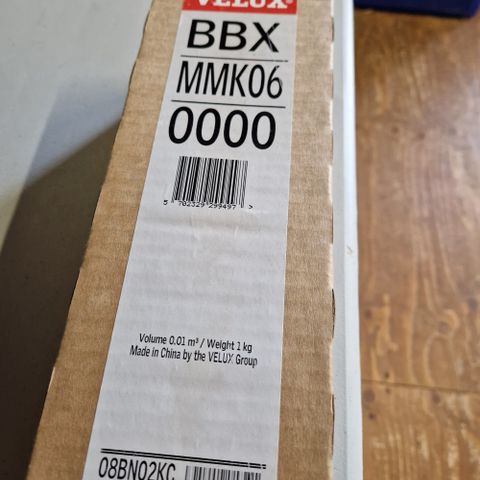 VELUX®
BBX
MMK06
0000
5 702329 299497 >
Volume 0.01 m³ / Weight 1 kg
Made in China by the VELUX Group
08BN02KC